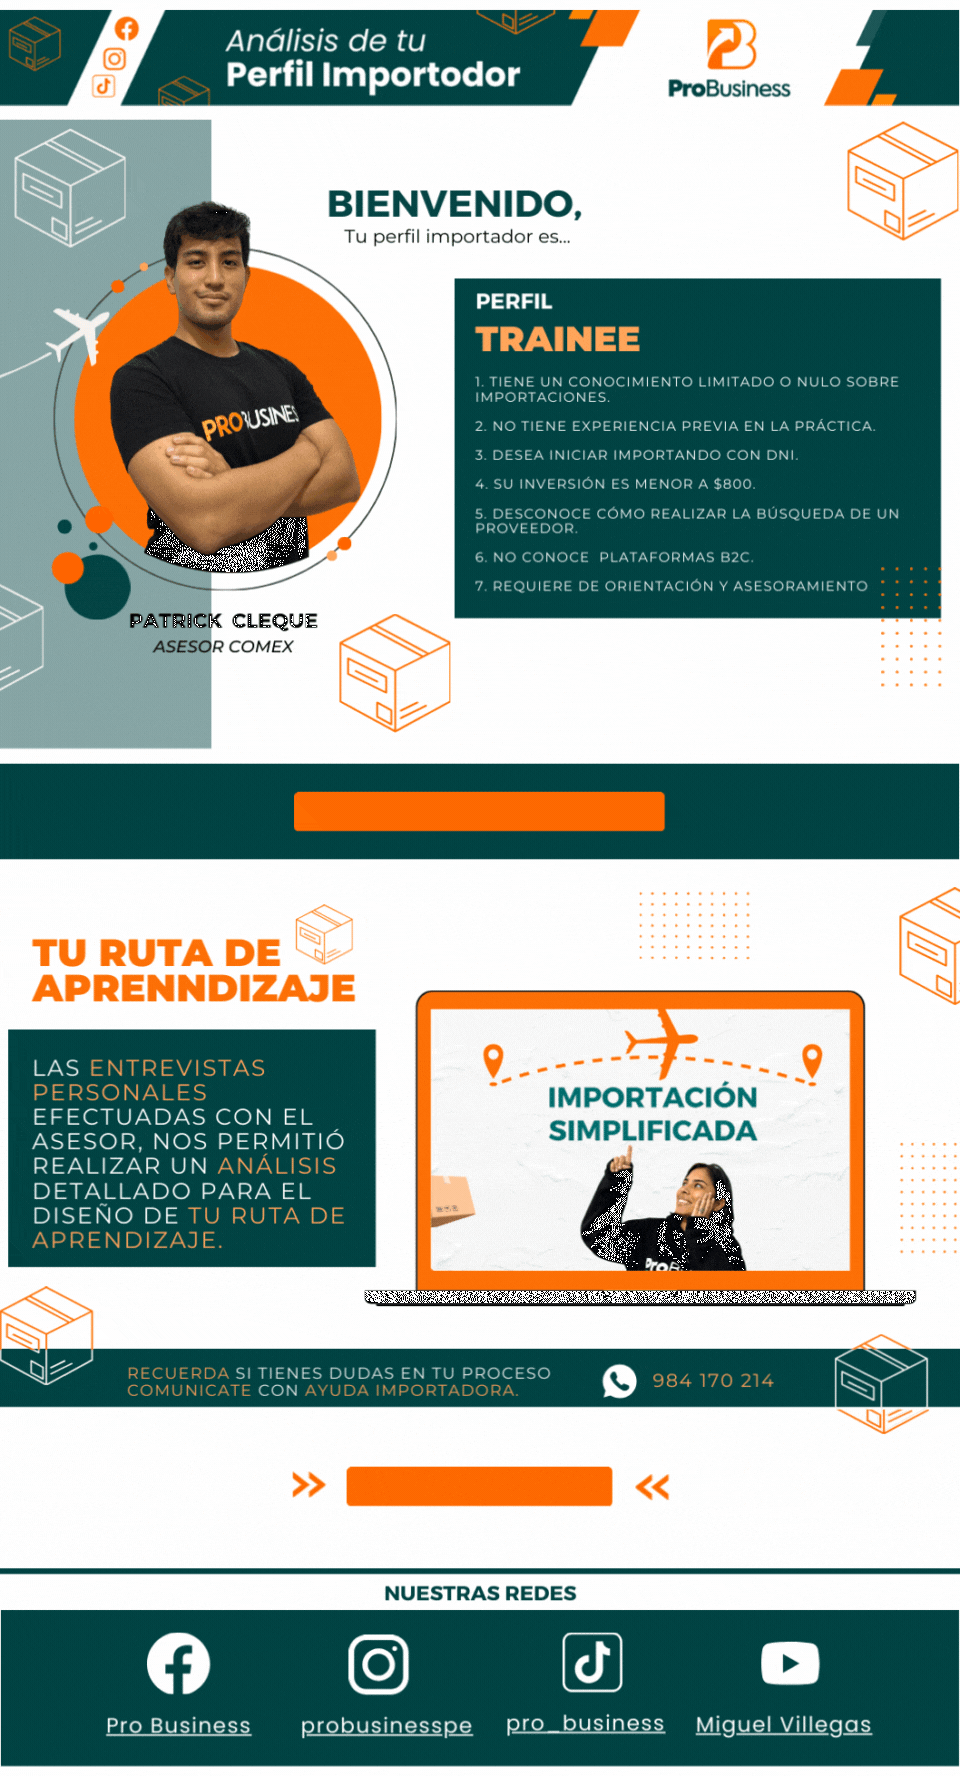 Análisis de tu
Perfil Importodor
ProBusiness
BIENVENIDO,
Tu perfil importador es...
PERFIL
TRAINEE
1. TIENE UN CONOCIMIENTO LIMITADO O NULO SOBRE
IMPORTACIONES.
2. NO TIENE EXPERIENCIA PREVIA EN LA PRÁCTICA.
3. DESEA INICIAR IMPORTANDO CON DNI.
4. SU INVERSIÓN ES MENOR A $800.
5. DESCONOCE CÓMO REALIZAR LA BÚSQUEDA DE UN
PROVEEDOR.
6. NO CONOCE PLATAFORMAS B2C.
7. REQUIERE DE ORIENTACIÓN Y ASESORAMIENTO
PROBUSINES
PATRICK CLEQUE
ASESOR COMEX
TU RUTA DE
APRENNDIZAJE
LAS ENTREVISTAS
PERSONALES
EFECTUADAS CON EL
ASESOR, NOS PERMITIÓ
REALIZAR UN ANÁLISIS
DETALLADO PARA EL
DISEÑO DE TU RUTA DE
APRENDIZAJE.
IMPORTACIÓN
SIMPLIFICADA
RECUERDA SI TIENES DUDAS EN TU PROCESO
COMUNICATE CON AYUDA IMPORTADORA.
984 170 214
NUESTRAS REDES
Pro Business
probusinesspe
pro_business
Miguel Villegas